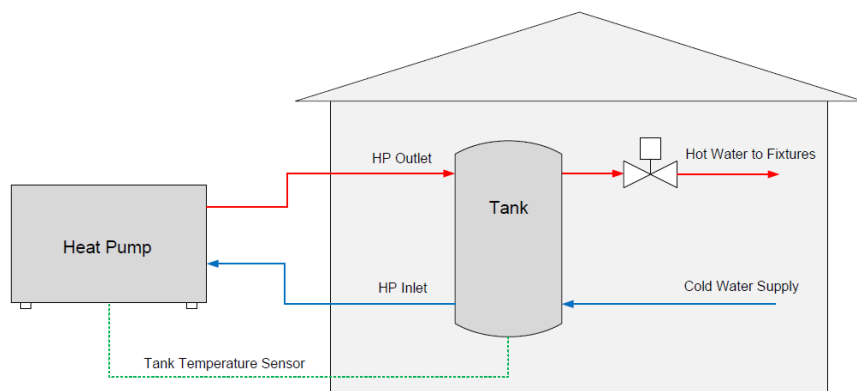 HP Outlet
Hot Water to Fixtures
Tank
Heat Pump
HP Inlet
Cold Water Supply
Tank Temperature Sensor